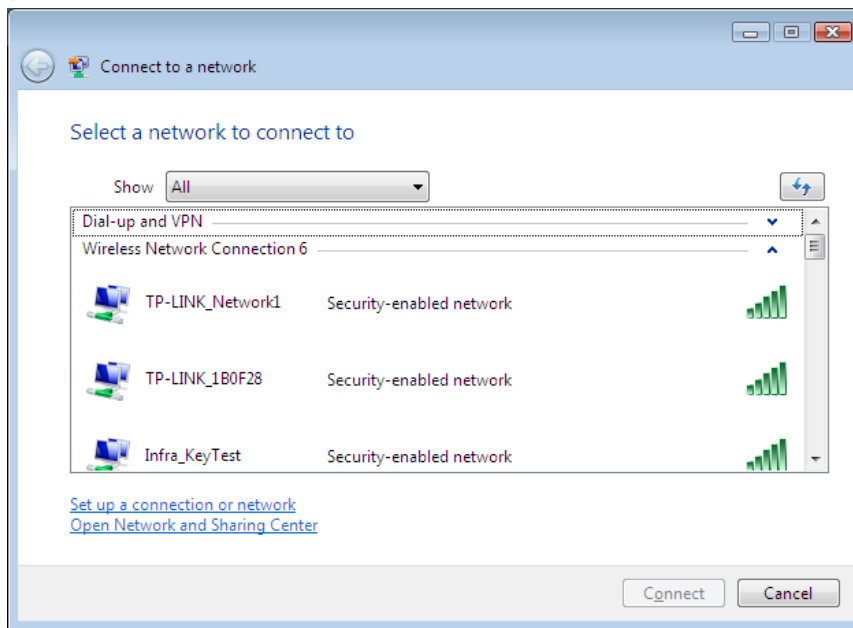 Connect to a network
Select a network to connect to
Show All
Dial-up and VPN
Wireless Network Connection 6
TP-LINK_Network1 Security-enabled network
TP-LINK_1B0F28 Security-enabled network
Infra_KeyTest Security-enabled network
Set up a connection or network
Open Network and Sharing Center
Connect Cancel